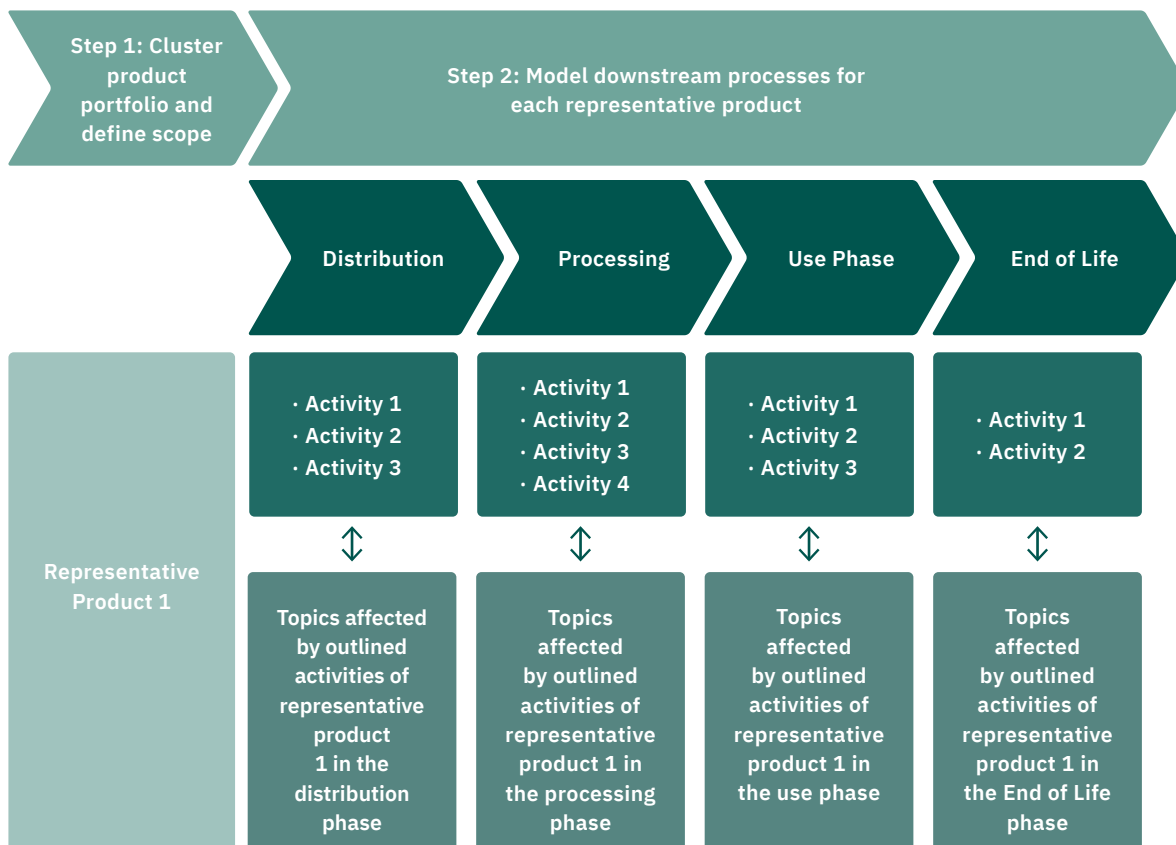 Step 1: Cluster
product
portfolio and
define scope
Step 2: Model downstream processes for
each representative product
Distribution
Processing
Use Phase
End of Life
Representative
Product 1
· Activity 1
· Activity 2
· Activity 3
· Activity 1
· Activity 2
· Activity 3
· Activity 4
· Activity 1
· Activity 2
· Activity 3
· Activity 1
· Activity 2
Topics affected
by outlined
activities of
representative
product
1 in the
distribution
phase
Topics
affected
by outlined
activities of
representative
product 1 in
the processing
phase
Topics
affected
by outlined
activities of
representative
product 1 in
the use phase
Topics
affected
by outlined
activities of
representative
product 1 in
the End of Life
phase